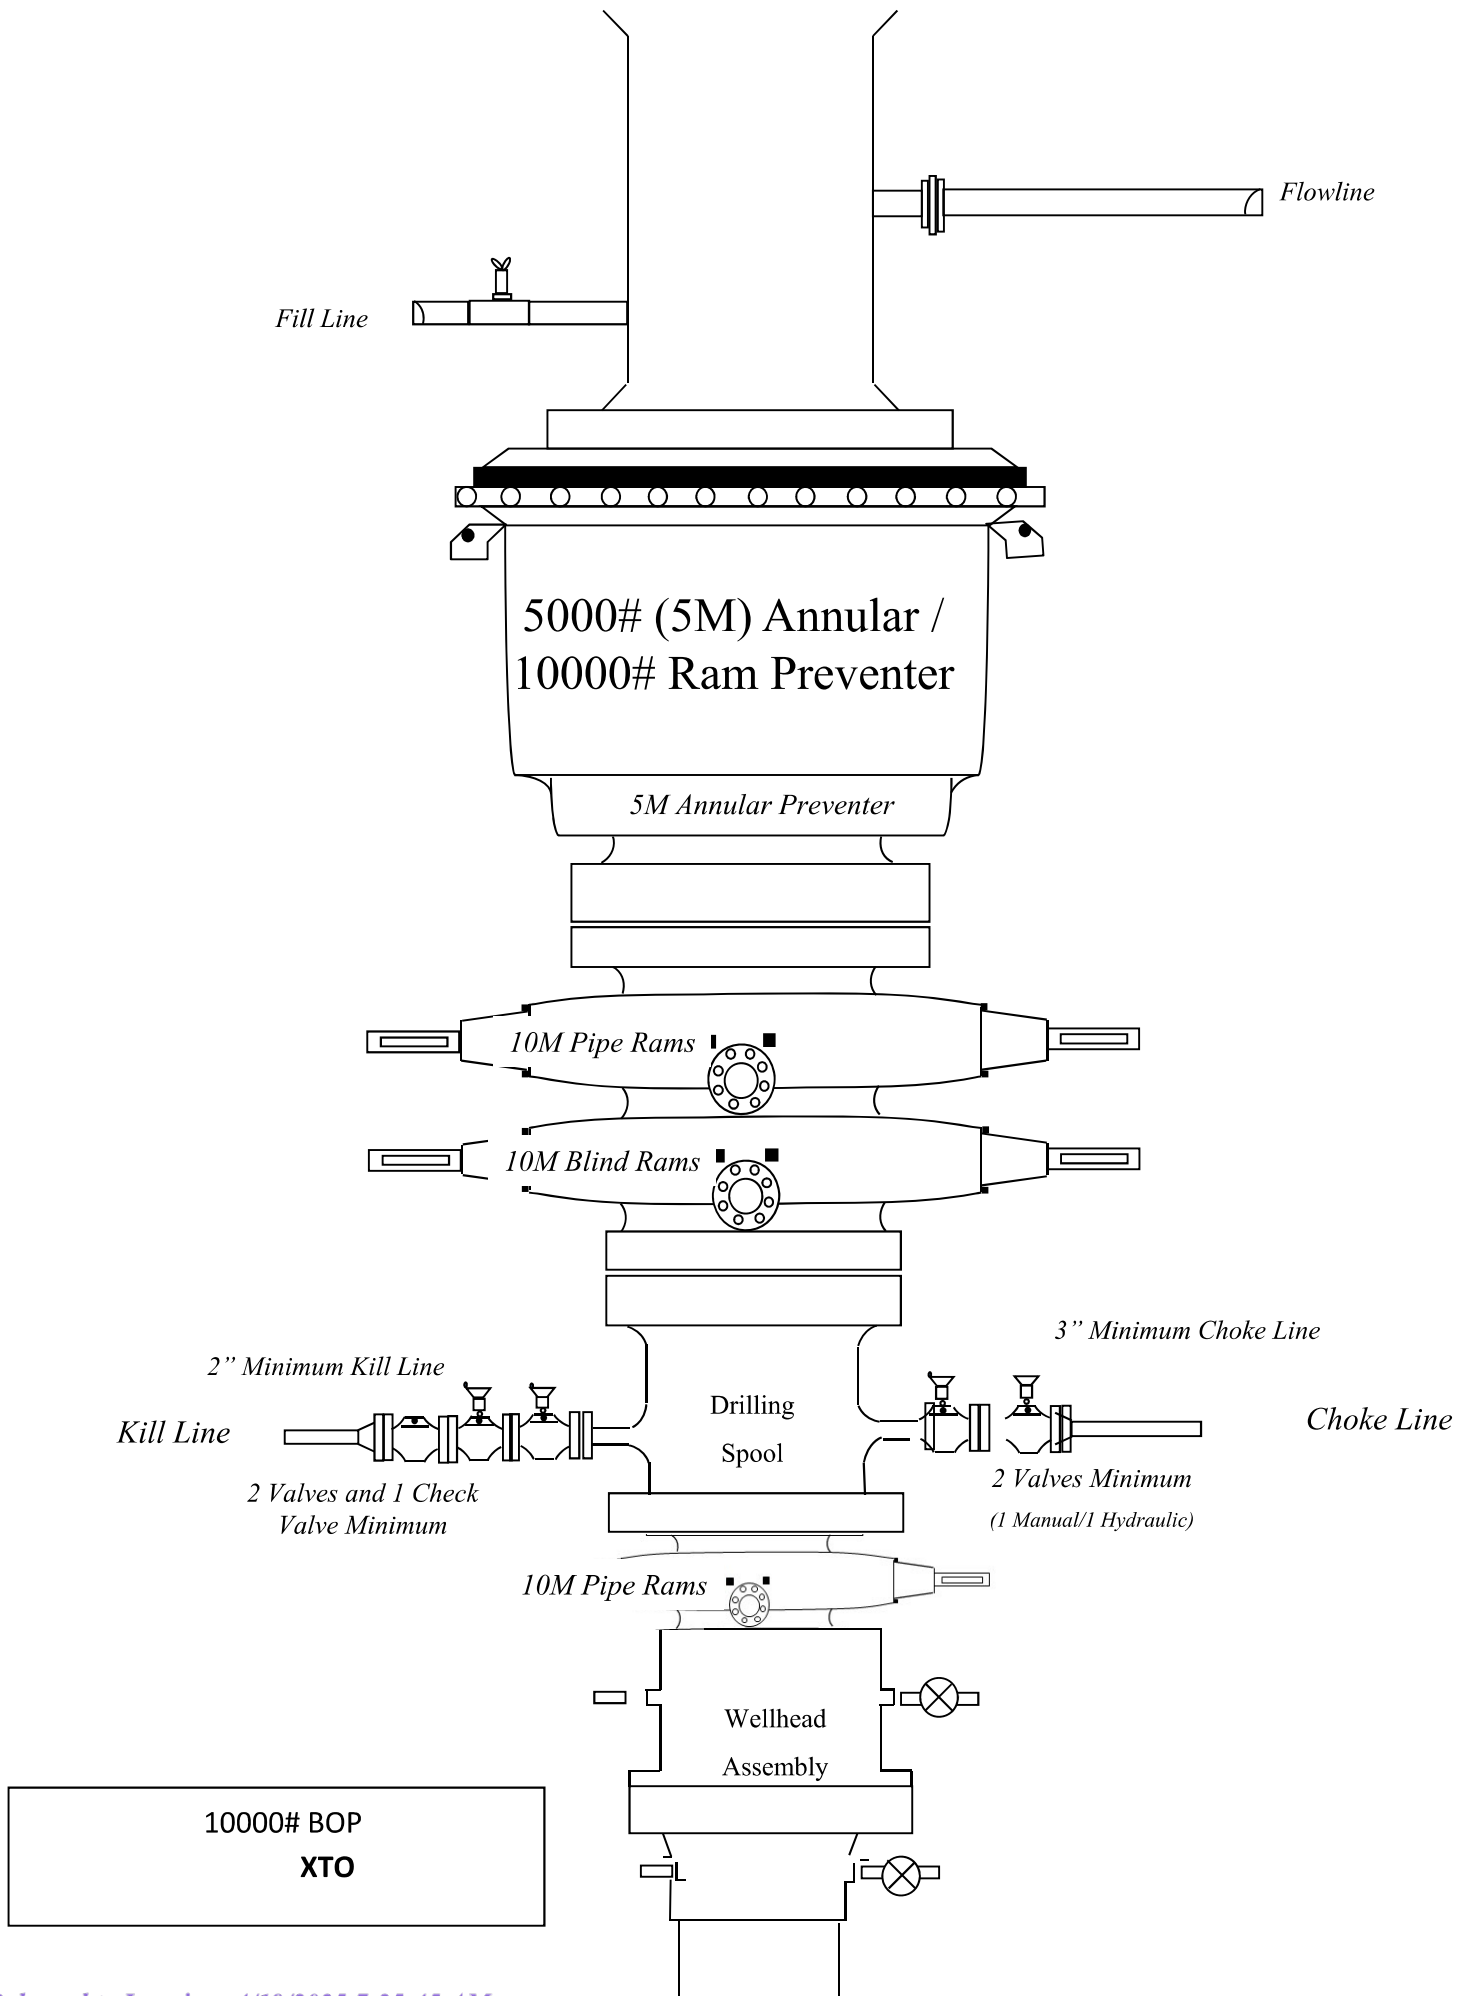 Flowline
Fill Line
5000# (5M) Annular /
10000# Ram Preventer
5M Annular Preventer
10M Pipe Rams
10M Blind Rams
3” Minimum Choke Line
2” Minimum Kill Line
Drilling
Spool
Kill Line
Choke Line
2 Valves and 1 Check
Valve Minimum
2 Valves Minimum
(1 Manual/1 Hydraulic)
10M Pipe Rams
Wellhead
Assembly
10000# BOP
XTO